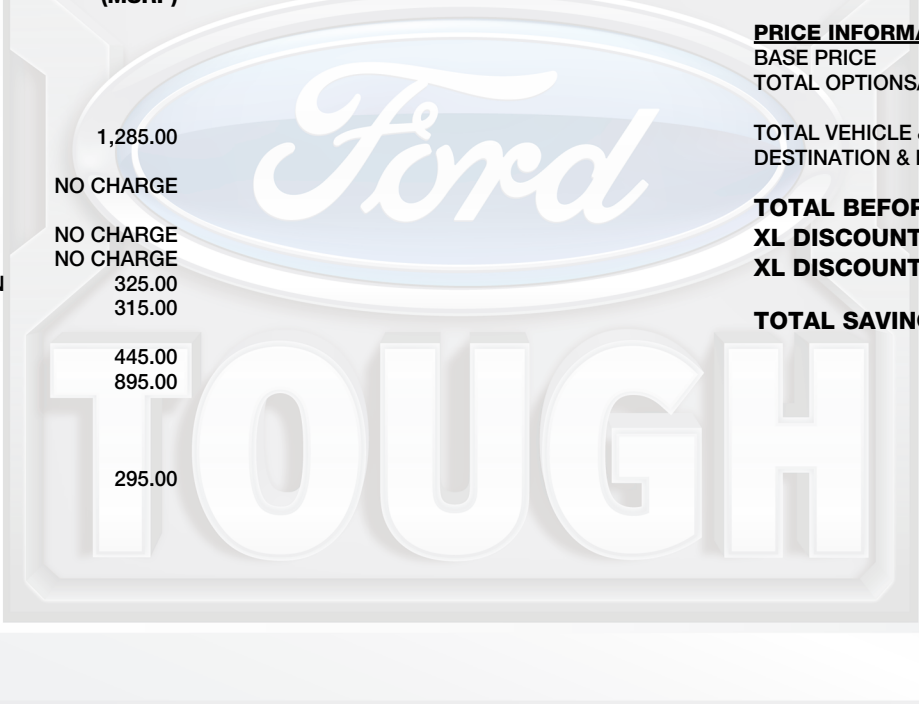 (MSRP)
1,285.00
NO CHARGE
NO CHARGE
NO CHARGE
325.00
315.00
445.00
895.00
295.00
PRICE INFORMA
BASE PRICE
TOTAL OPTIONS
TOTAL VEHICLE &
DESTINATION &
TOTAL BEFOR
XL DISCOUNT
XL DISCOUNT
TOTAL SAVIN
Ford
TOUGH